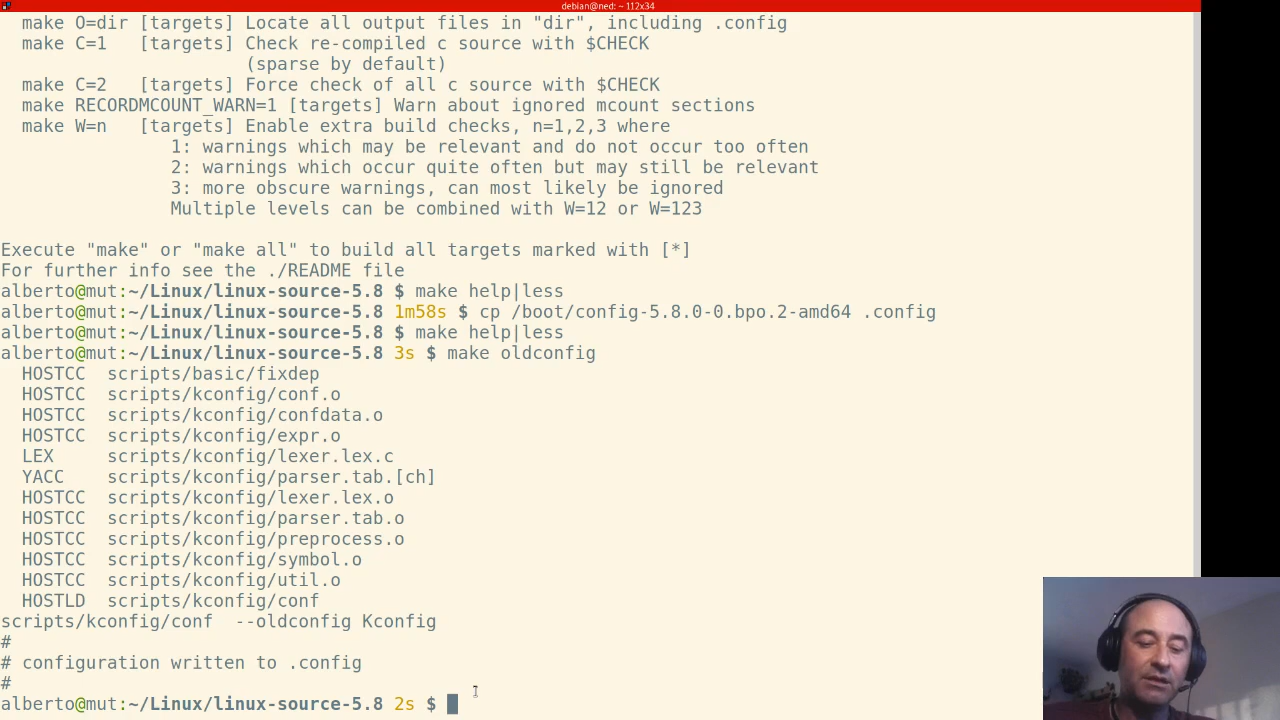 debian@ned: ~ 112x34
make O=dir [targets] Locate all output files in "dir", including .config
make C=1   [targets] Check re-compiled c source with $CHECK
(sparse by default)
make C=2   [targets] Force check of all c source with $CHECK
make RECORDMCOUNT_WARN=1 [targets] Warn about ignored mcount sections
make W=n   [targets] Enable extra build checks, n=1,2,3 where
1: warnings which may be relevant and do not occur too often
2: warnings which occur quite often but may still be relevant
3: more obscure warnings, can most likely be ignored
Multiple levels can be combined with W=12 or W=123
Execute "make" or "make all" to build all targets marked with [*]
For further info see the ./README file
alberto@mut:~/Linux/linux-source-5.8 $ make help|less
alberto@mut:~/Linux/linux-source-5.8 1m58s $ cp /boot/config-5.8.0-0.bpo.2-amd64 .config
alberto@mut:~/Linux/linux-source-5.8 $ make help|less
alberto@mut:~/Linux/linux-source-5.8 3s $ make oldconfig
HOSTCC  scripts/basic/fixdep
HOSTCC  scripts/kconfig/conf.o
HOSTCC  scripts/kconfig/confdata.o
HOSTCC  scripts/kconfig/expr.o
LEX     scripts/kconfig/lexer.lex.c
YACC    scripts/kconfig/parser.tab.[ch]
HOSTCC  scripts/kconfig/lexer.lex.o
HOSTCC  scripts/kconfig/parser.tab.o
HOSTCC  scripts/kconfig/preprocess.o
HOSTCC  scripts/kconfig/symbol.o
HOSTCC  scripts/kconfig/util.o
HOSTLD  scripts/kconfig/conf
scripts/kconfig/conf  --oldconfig Kconfig
#
# configuration written to .config
#
alberto@mut:~/Linux/linux-source-5.8 2s $